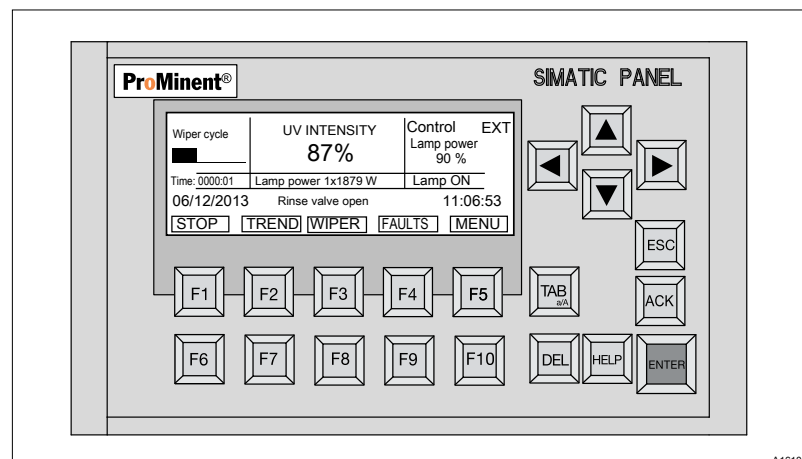 ProMinent®
SIMATIC PANEL
Wiper cycle
UV INTENSITY
87%
Control EXT
Lamp power
90 %
Time: 0000:01 Lamp power 1x1879 W Lamp ON
06/12/2013 Rinse valve open 11:06:53
STOP TREND WIPER FAULTS MENU
ESC
F1 F2 F3 F4 F5 TAB a/A ACK
F6 F7 F8 F9 F10 DEL HELP ENTER